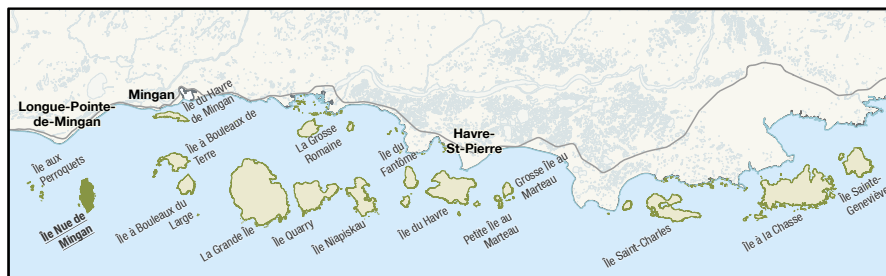 Longue-Pointe-
de-Mingan
Mingan
Île du Havre
de Mingan
Île à Bouleaux de
Terre
La Grosse
Romaine
Île du
Fantôme
Havre-
St-Pierre
Île aux
Perroquets
Île Nue de
Mingan
Île à Bouleaux du
Large
La Grande Île
Île Quarry
Île Niapiskau
Île du Havre
Petite Île au
Marteau
Grosse Île au
Marteau
Île Saint-Charles
Île à la Chasse
Île Sainte-
Geneviève